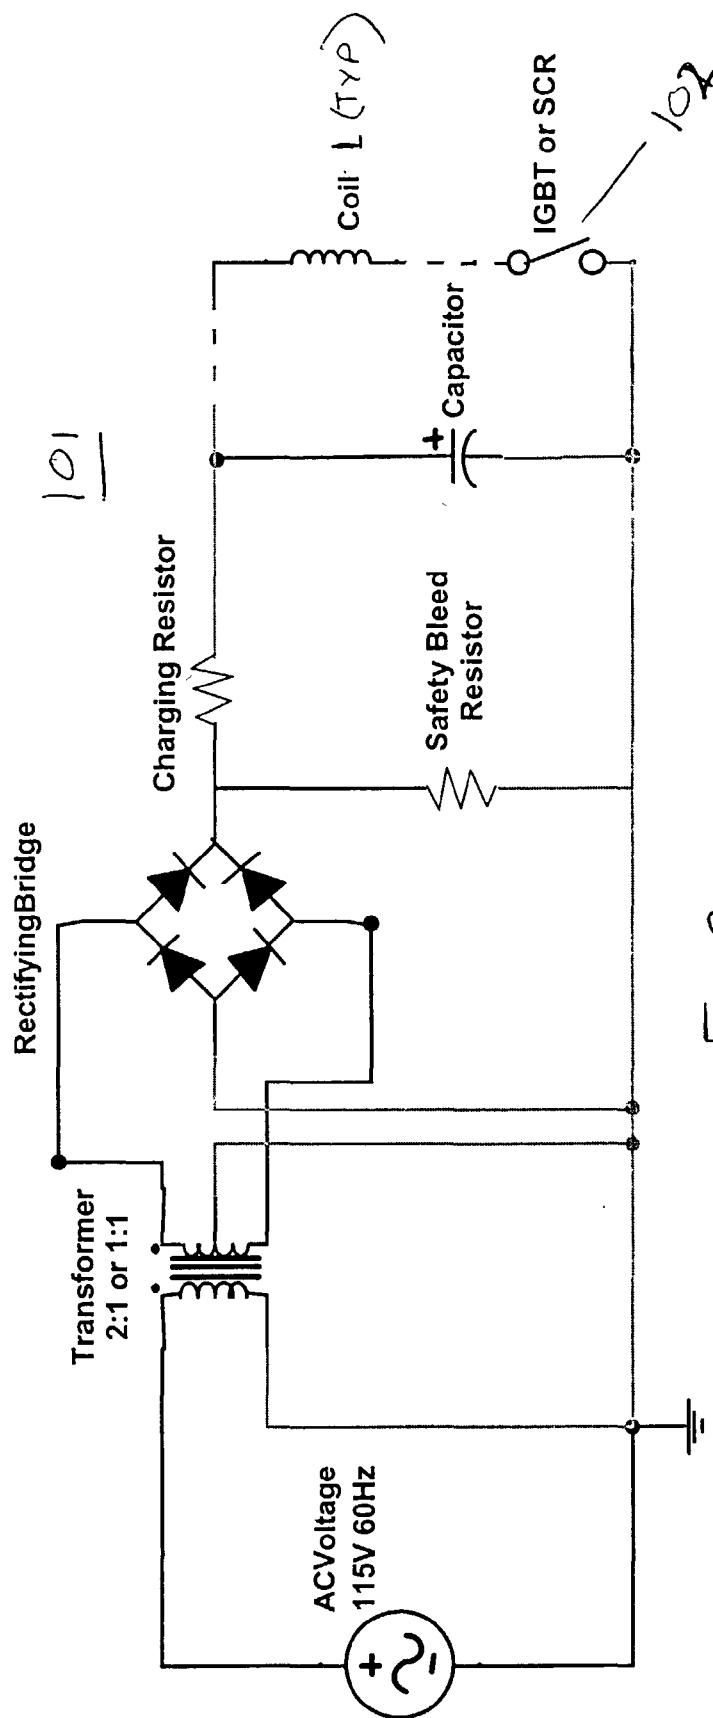 101
RectifyingBridge
Transformer
2:1 or 1:1
Charging Resistor
Coil L (TYP)
ACVoltage
115V 60Hz
+
-
Safety Bleed
Resistor
+
Capacitor
IGBT or SCR
102